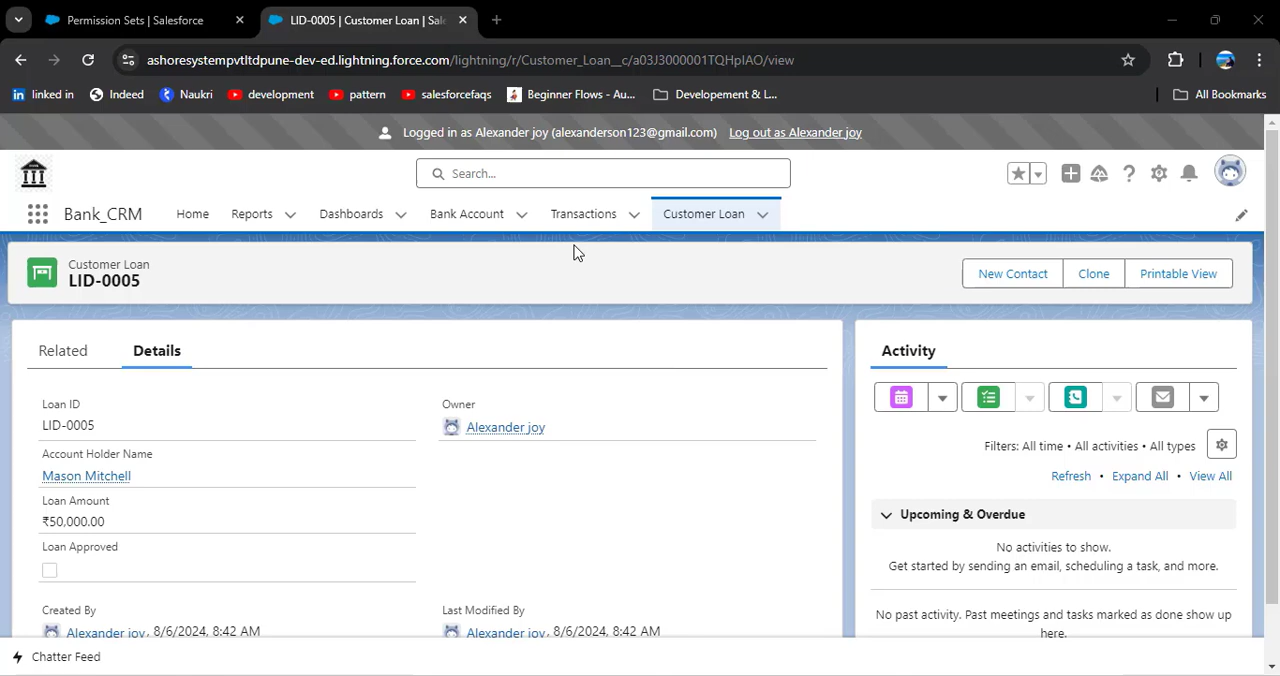 Permission Sets | Salesforce
LID-0005 | Customer Loan | Sal
ashoresystempvtltdpune-dev-ed.lightning.force.com/lightning/r/Customer_Loan__c/a03J3000001TQHpIAO/view
linked in
Indeed
Naukri
development
pattern
salesforcefaqs
Beginner Flows - Au...
Developement & L...
All Bookmarks
Logged in as Alexander joy (alexanderson123@gmail.com) Log out as Alexander joy
Search...
Bank_CRM
Home
Reports
Dashboards
Bank Account
Transactions
Customer Loan
Customer Loan
LID-0005
New Contact
Clone
Printable View
Related
Details
Loan ID
LID-0005
Owner
Alexander joy
Account Holder Name
Mason Mitchell
Loan Amount
₹50,000.00
Loan Approved
Created By
Alexander joy, 8/6/2024, 8:42 AM
Last Modified By
Alexander joy, 8/6/2024, 8:42 AM
Activity
Filters: All time • All activities • All types
Refresh • Expand All • View All
Upcoming & Overdue
No activities to show.
Get started by sending an email, scheduling a task, and more.
No past activity. Past meetings and tasks marked as done show up
here.
Chatter Feed